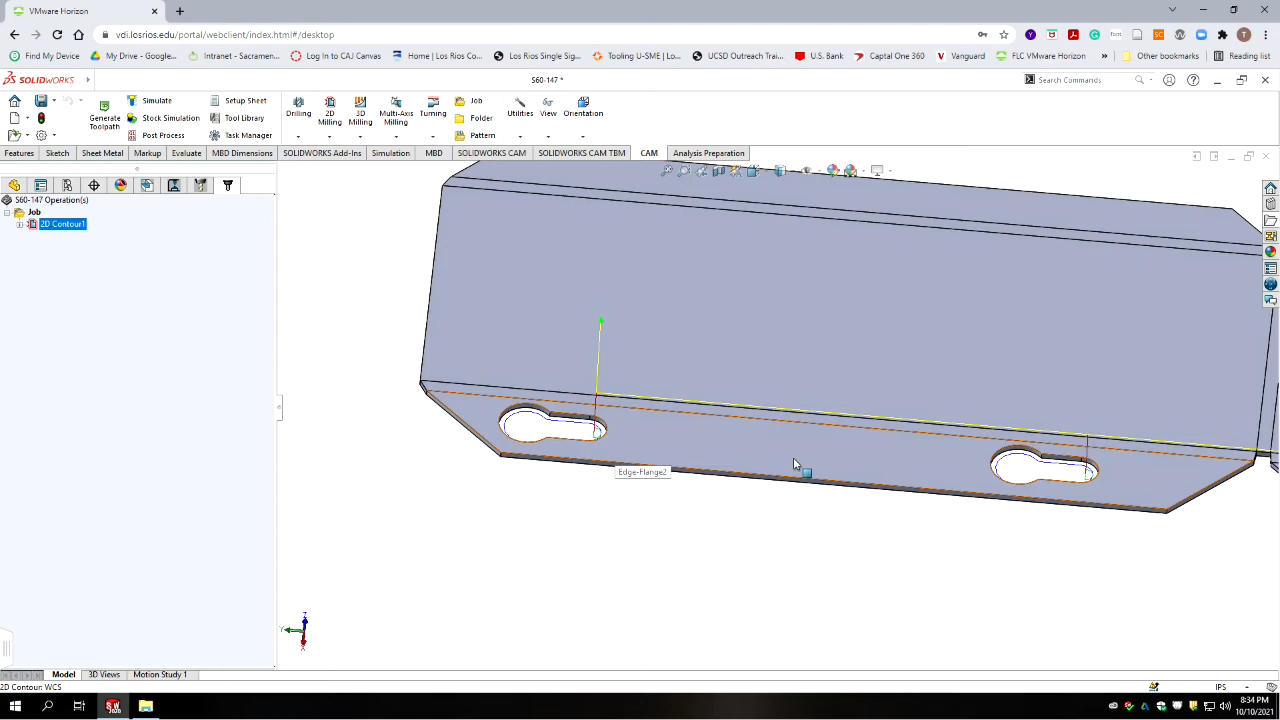 VMware Horizon
vdi.losrios.edu/portal/webclient/index.html#/desktop
Find My Device
My Drive - Google...
Intranet - Sacramen...
Log In to CAJ Canvas
Home | Los Rios Co...
Los Rios Single Sig...
Tooling U-SME | Lo...
UCSD Outreach Trai...
U.S. Bank
Capital One 360
Vanguard
FLC VMware Horizon
Other bookmarks
Reading list
SOLIDWORKS
S60-147 *
Search Commands
Generate Toolpath
Simulate
Stock Simulation
Post Process
Setup Sheet
Tool Library
Task Manager
Drilling
2D Milling
3D Milling
Multi-Axis Milling
Turning
Job
Folder
Pattern
Utilities
View
Orientation
Features
Sketch
Sheet Metal
Markup
Evaluate
MBD Dimensions
SOLIDWORKS Add-Ins
Simulation
MBD
SOLIDWORKS CAM
SOLIDWORKS CAM TBM
CAM
Analysis Preparation
S60-147 Operation(s)
Job
2D Contour1
Edge-Flange2
Z
Y
X
Model
3D Views
Motion Study 1
2D Contour: WCS
IPS
8:34 PM
10/10/2021